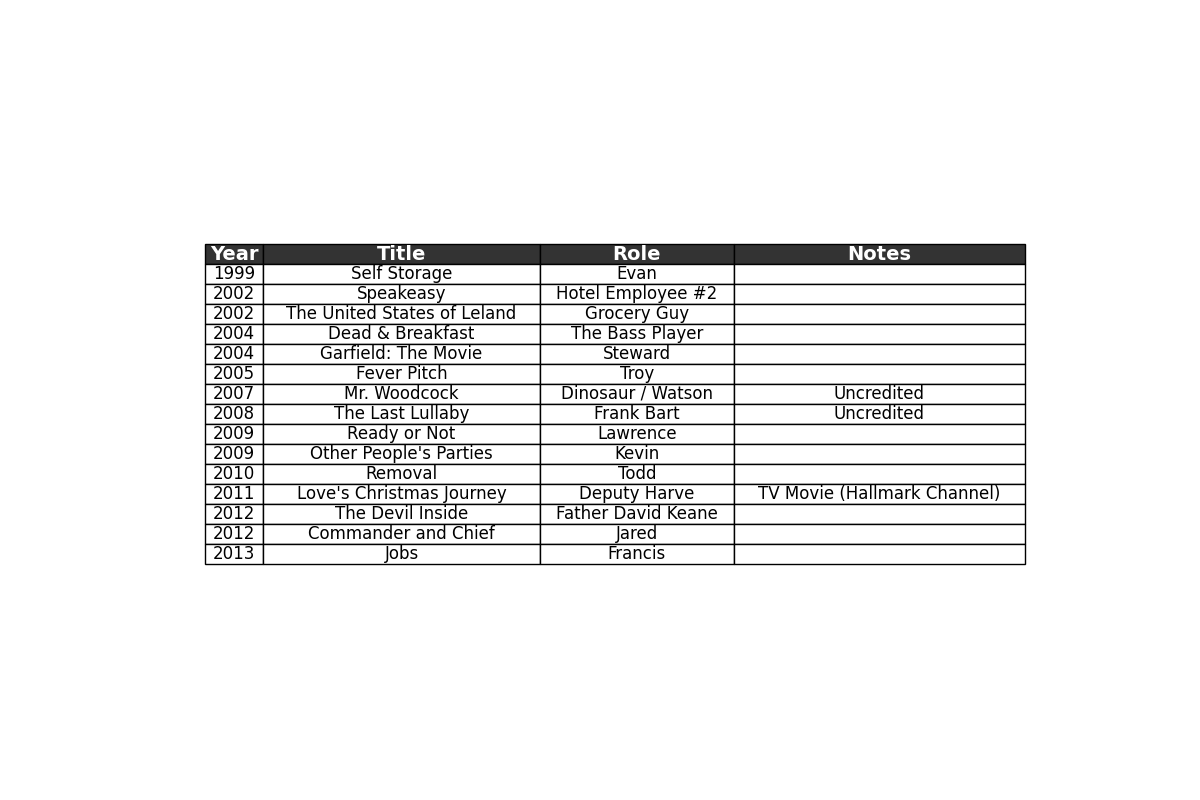 Year Title Role Notes
1999 Self Storage Evan
2002 Speakeasy Hotel Employee #2
2002 The United States of Leland Grocery Guy
2004 Dead & Breakfast The Bass Player
2004 Garfield: The Movie Steward
2005 Fever Pitch Troy
2007 Mr. Woodcock Dinosaur / Watson Uncredited
2008 The Last Lullaby Frank Bart Uncredited
2009 Ready or Not Lawrence
2009 Other People's Parties Kevin
2010 Removal Todd
2011 Love's Christmas Journey Deputy Harve TV Movie (Hallmark Channel)
2012 The Devil Inside Father David Keane
2012 Commander and Chief Jared
2013 Jobs Francis